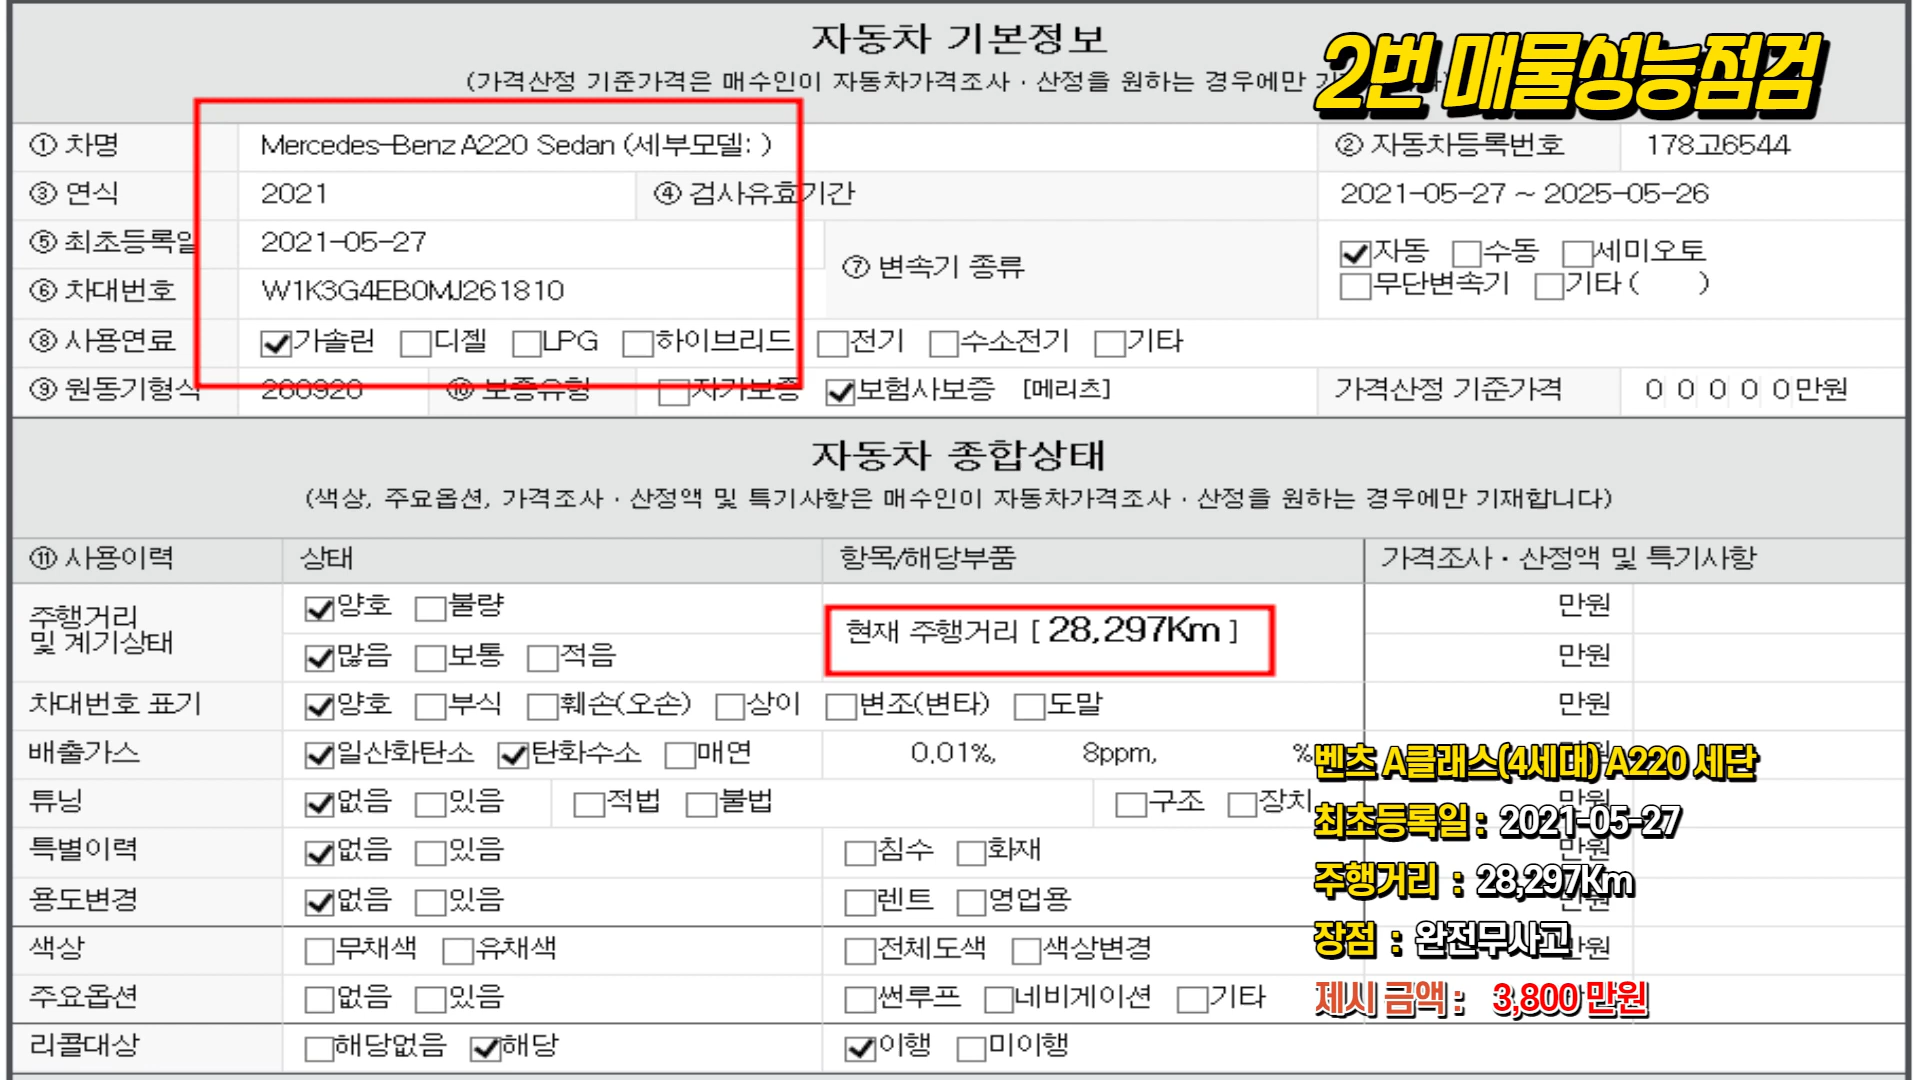 자동차 기본정보
2번 매물성능점검
(가격산정 기준가격은 매수인이 자동차가격조사 · 산정을 원하는 경우에만
① 차명 Mercedes-Benz A220 Sedan (세부모델: ) ② 자동차등록번호 178고6544
③ 연식 2021 ④ 검사유효기간 2021-05-27 ~ 2025-05-26
⑤ 최초등록일 2021-05-27
⑦ 변속기 종류 자동 수동 세미오토
무단변속기 기타 ( )
⑥ 차대번호 W1K3G4EB0MJ261810
⑧ 사용연료 가솔린 디젤 LPG 하이브리드 전기 수소전기 기타
⑨ 원동기형식 260920 ⑩ 보증유형 자가보증 보험사보증 [메리츠] 가격산정 기준가격 0 0 0 0 0만원
자동차 종합상태
(색상, 주요옵션, 가격조사 · 산정액 및 특기사항은 매수인이 자동차가격조사 · 산정을 원하는 경우에만 기재합니다)
⑪ 사용이력 상태 항목/해당부품 가격조사 · 산정액 및 특기사항
주행거리
및 계기상태
양호 불량 만원
현재 주행거리 [ 28,297Km ]
많음 보통 적음 만원
차대번호 표기 양호 부식 훼손(오손) 상이 변조(변타) 도말 만원
배출가스 일산화탄소 탄화수소 매연 0.01%, 8ppm, %
벤츠 A클래스(4세대) A220 세단
튜닝 없음 있음 적법 불법 구조 장치 만원
최초등록일 : 2021-05-27
특별이력 없음 있음 침수 화재 만원
주행거리 : 28,297Km
용도변경 없음 있음 렌트 영업용 만원
장점 : 완전무사고
색상 무채색 유채색 전체도색 색상변경 만원
주요옵션 없음 있음 썬루프 네비게이션 기타
제시 금액 : 3,800 만원
리콜대상 해당없음 해당 이행 미이행